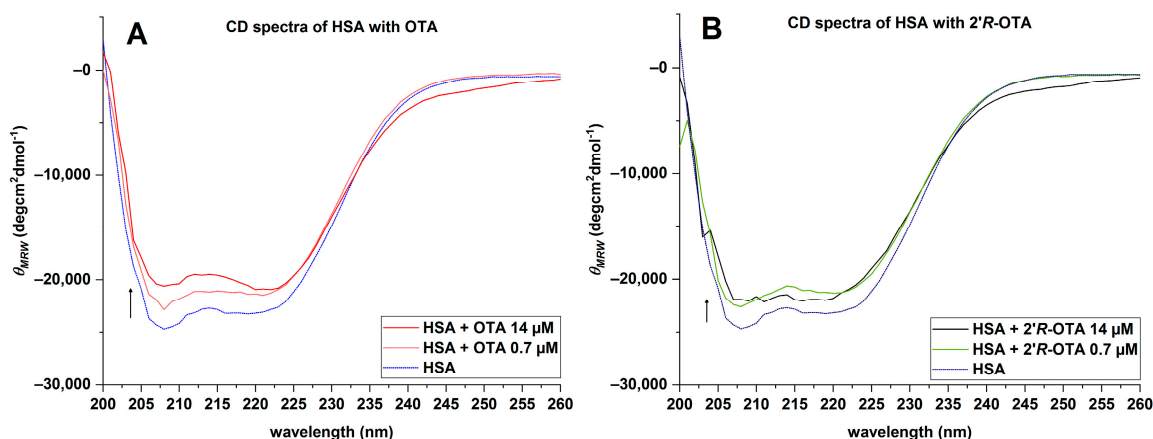 A
CD spectra of HSA with OTA
–0
–10,000
–20,000
–30,000
θMRW (degcm²dmol⁻¹)
HSA + OTA 14 µM
HSA + OTA 0.7 µM
HSA
200 205 210 215 220 225 230 235 240 245 250 255 260
wavelength (nm)
B
CD spectra of HSA with 2'R-OTA
–0
–10,000
–20,000
–30,000
θMRW (degcm²dmol⁻¹)
HSA + 2'R-OTA 14 µM
HSA + 2'R-OTA 0.7 µM
HSA
200 205 210 215 220 225 230 235 240 245 250 255 260
wavelength (nm)